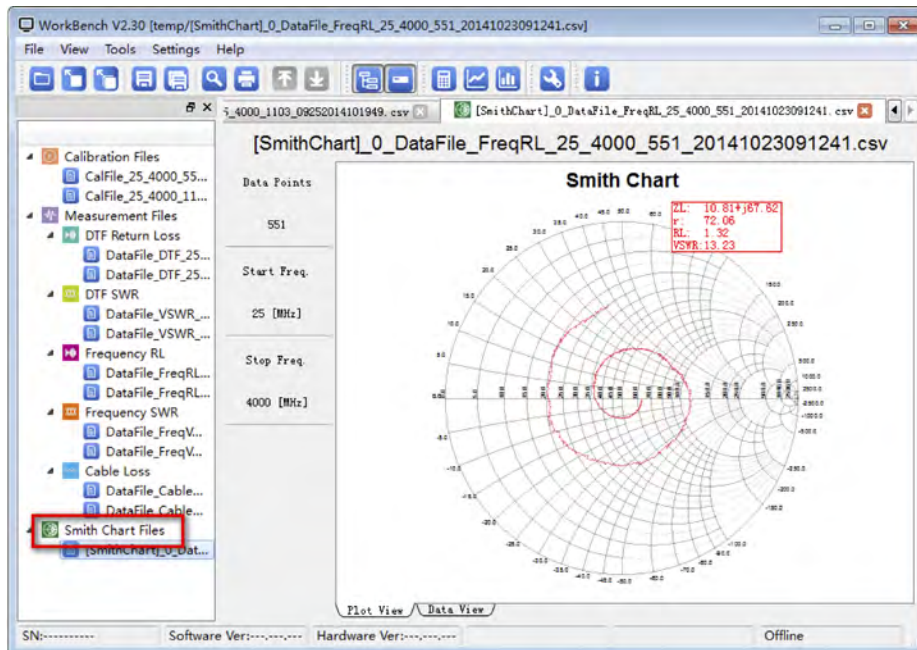 WorkBench V2.30 [temp/[SmithChart]_0_DataFile_FreqRL_25_4000_551_20141023091241.csv]
File View Tools Settings Help
5_4000_1103_09252014101949.csv
[SmithChart]_0_DataFile_FreqRL_25_4000_551_20141023091241.csv
Calibration Files
CalFile_25_4000_55...
CalFile_25_4000_11...
Measurement Files
DTF Return Loss
DataFile_DTF_25...
DataFile_DTF_25...
DTF SWR
DataFile_VSWR_...
DataFile_VSWR_...
Frequency RL
DataFile_FreqRL...
DataFile_FreqRL...
Frequency SWR
DataFile_FreqV...
DataFile_FreqV...
Cable Loss
DataFile_Cable...
DataFile_Cable...
Smith Chart Files
[SmithChart]_0_Dat...
[SmithChart]_0_DataFile_FreqRL_25_4000_551_20141023091241.csv
Data Points
551
Start Freq.
25 [MHz]
Stop Freq.
4000 [MHz]
Smith Chart
ZL: 10.81+j67.62
r: 72.06
RL: 1.32
VSWR:13.23
Plot View
Data View
SN:----------
Software Ver:---.---.---
Hardware Ver:---.---.---
Offline